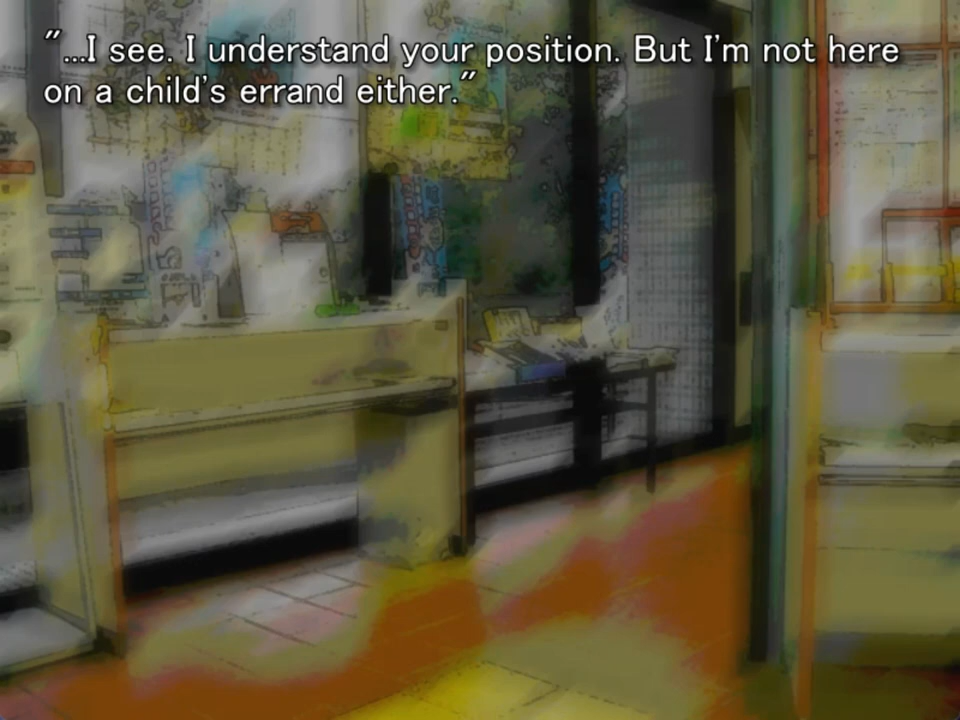 "...I see. I understand your position. But I'm not here
on a child's errand either."